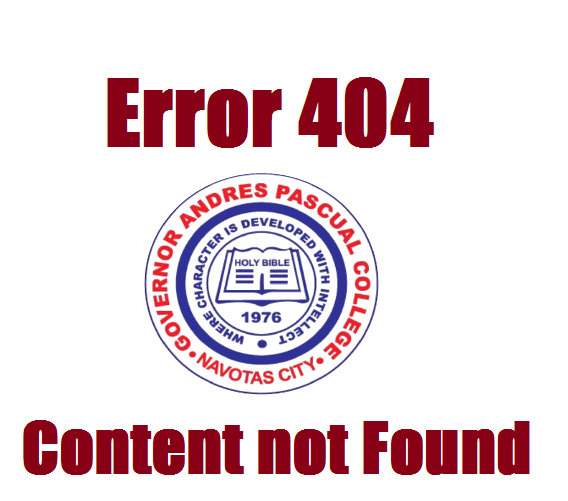 Error 404
GOVERNOR ANDRES PASCUAL COLLEGE
WHERE CHARACTER IS DEVELOPED WITH INTELLECT
HOLY BIBLE
1976
• NAVOTAS CITY •
Content not Found